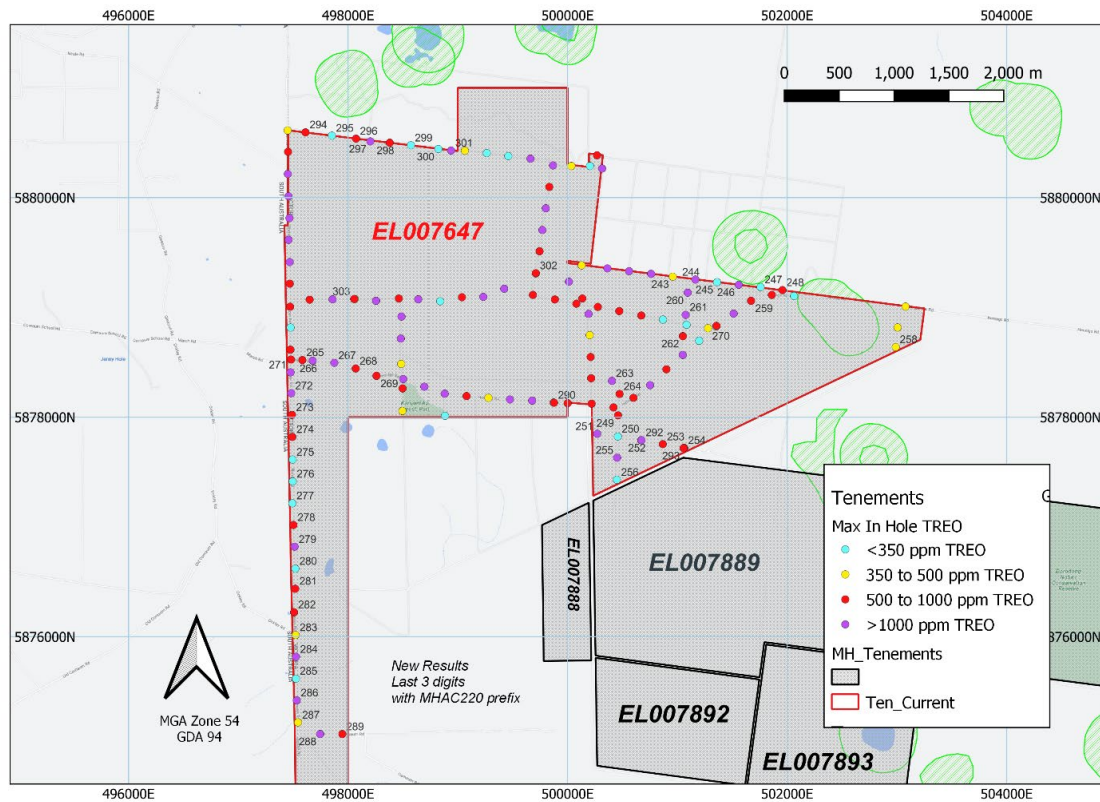 496000E 498000E 500000E 502000E 504000E
0 500 1,000 1,500 2,000 m
294 295 296 299 301
297 298 300
5880000N 5880000N
EL007647
302
243 244 245 246 247 248
303 260 261 259
262 270 258
271 265 267
266 268
272 269 263
273 264
290
5878000N 5878000N
251 249 250 292 253 254
274
255 252 293
275
256
276
277
278
279
280
281
282
283
284
285
286
287
288 289
EL007888
EL007889
EL007892
EL007893
5876000N 876000N
New Results
Last 3 digits
with MHAC220 prefix
MGA Zone 54
GDA 94
Tenements
Max In Hole TREO
<350 ppm TREO
350 to 500 ppm TREO
500 to 1000 ppm TREO
>1000 ppm TREO
MH_Tenements
Ten_Current
G
496000E 498000E 500000E 502000E 504000E